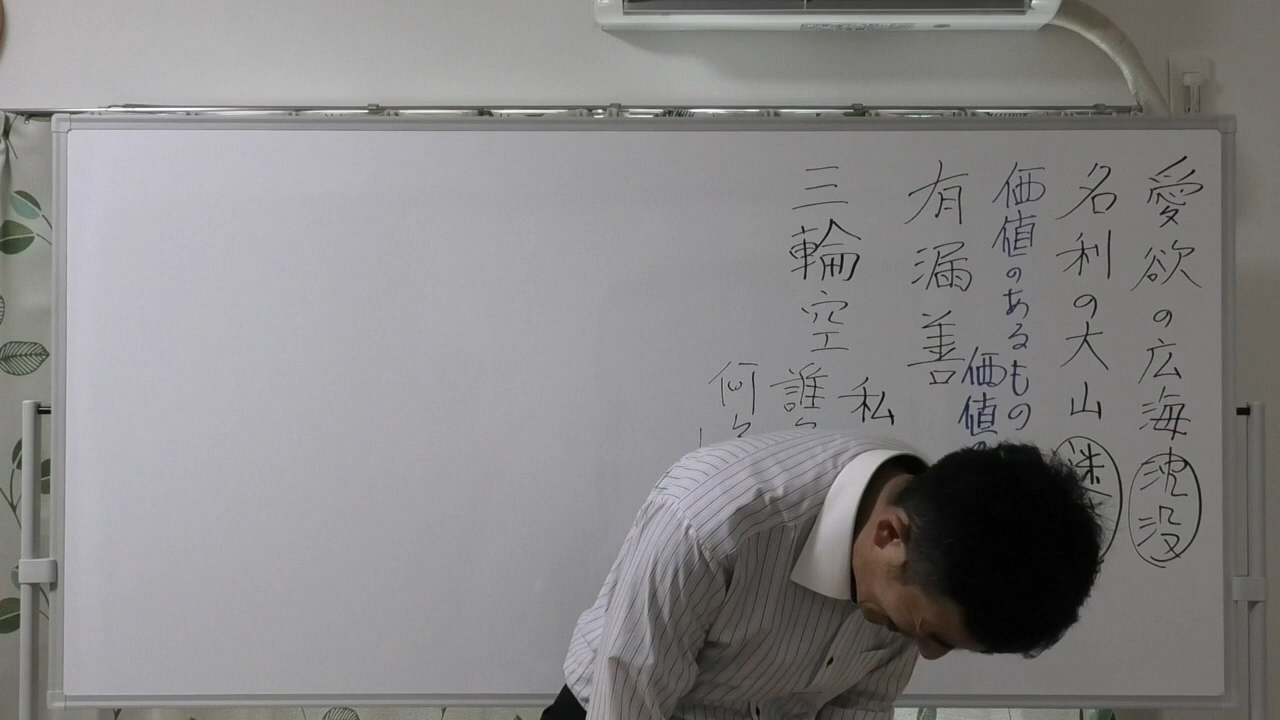 愛欲の広海沈没
名利の大山迷
価値のあるもの
価値の
有漏善
三輪空
私
誰
何